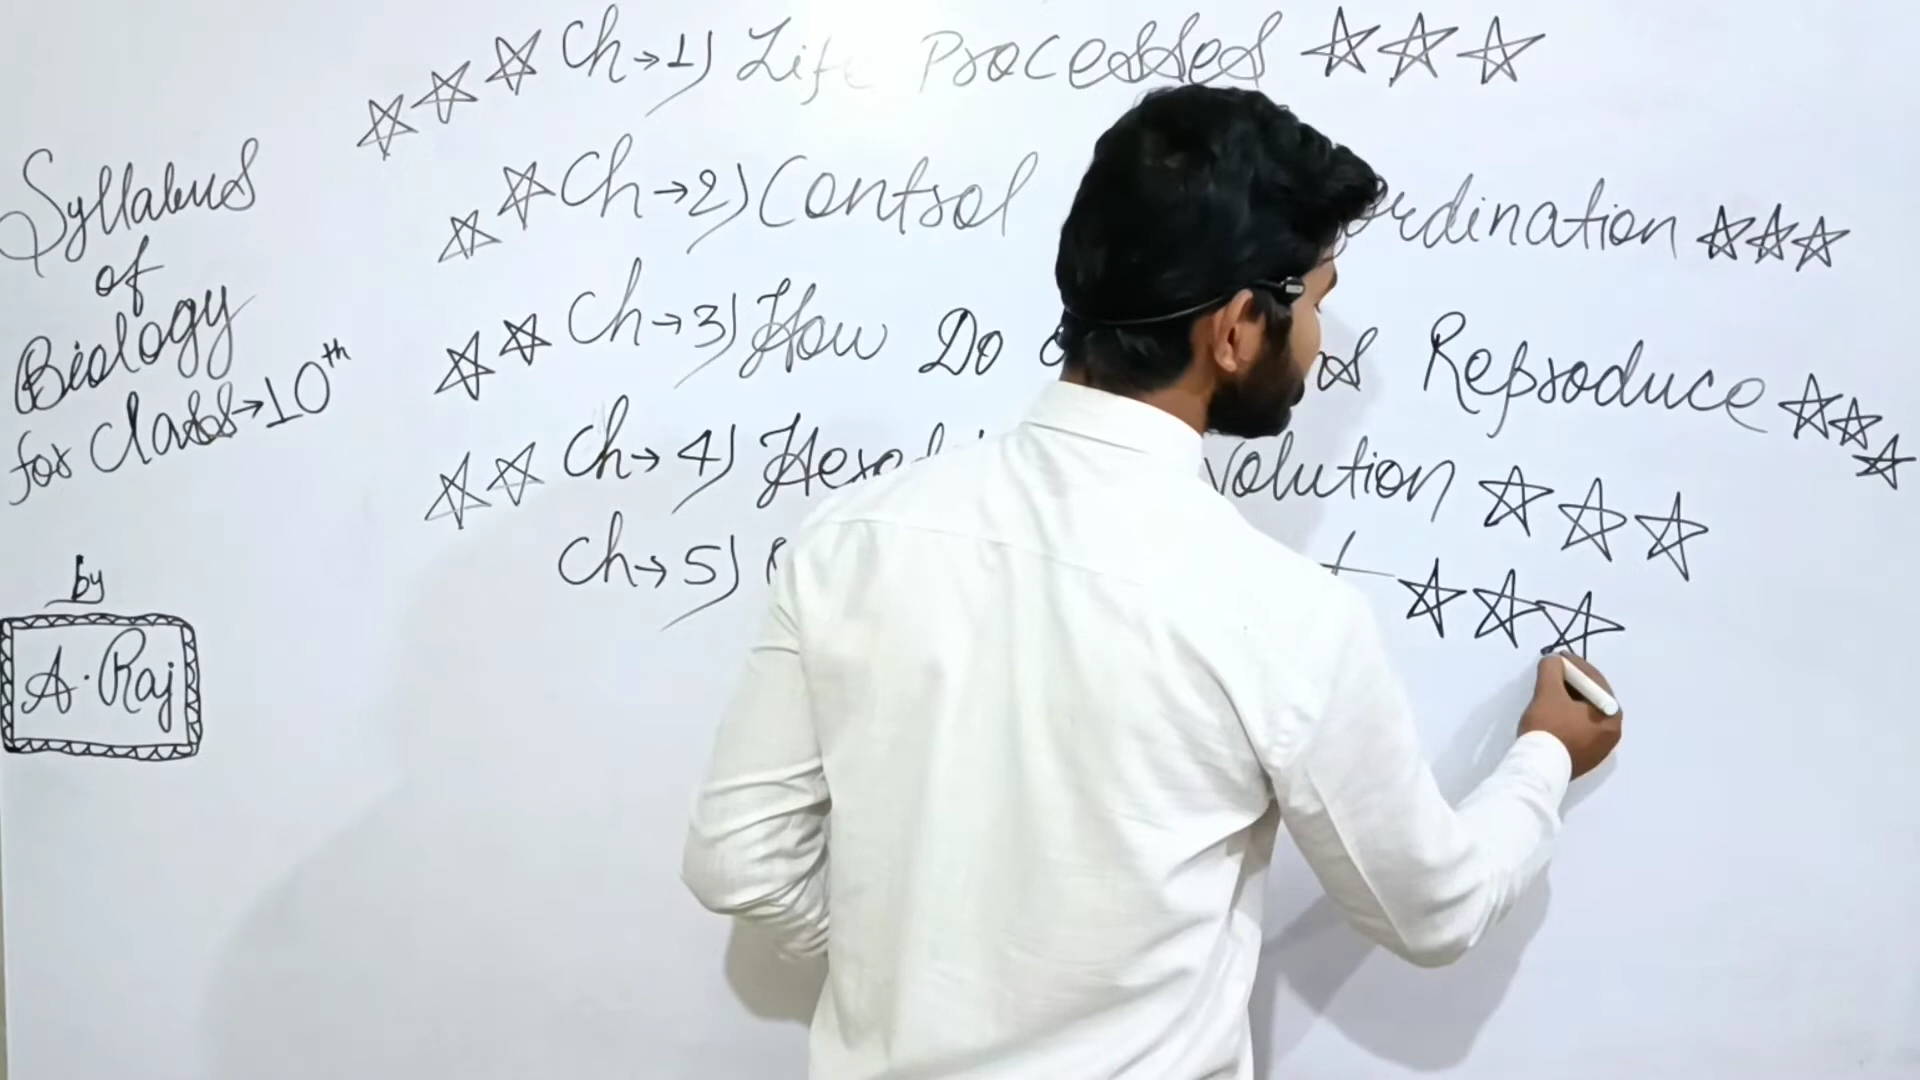 Syllabus
of
Biology
for Class→10th
by
A. Raj
Ch→1) Life Processes
Ch→2) Control ordination
Ch→3) How Do Reproduce
Ch→4) volution
Ch→5)